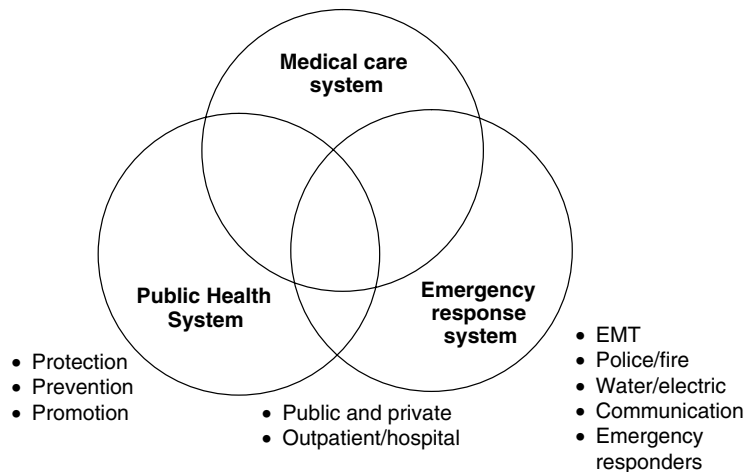 Medical care
system
Public Health
System
Emergency
response
system
• Protection
• Prevention
• Promotion
• Public and private
• Outpatient/hospital
• EMT
• Police/fire
• Water/electric
• Communication
• Emergency
responders